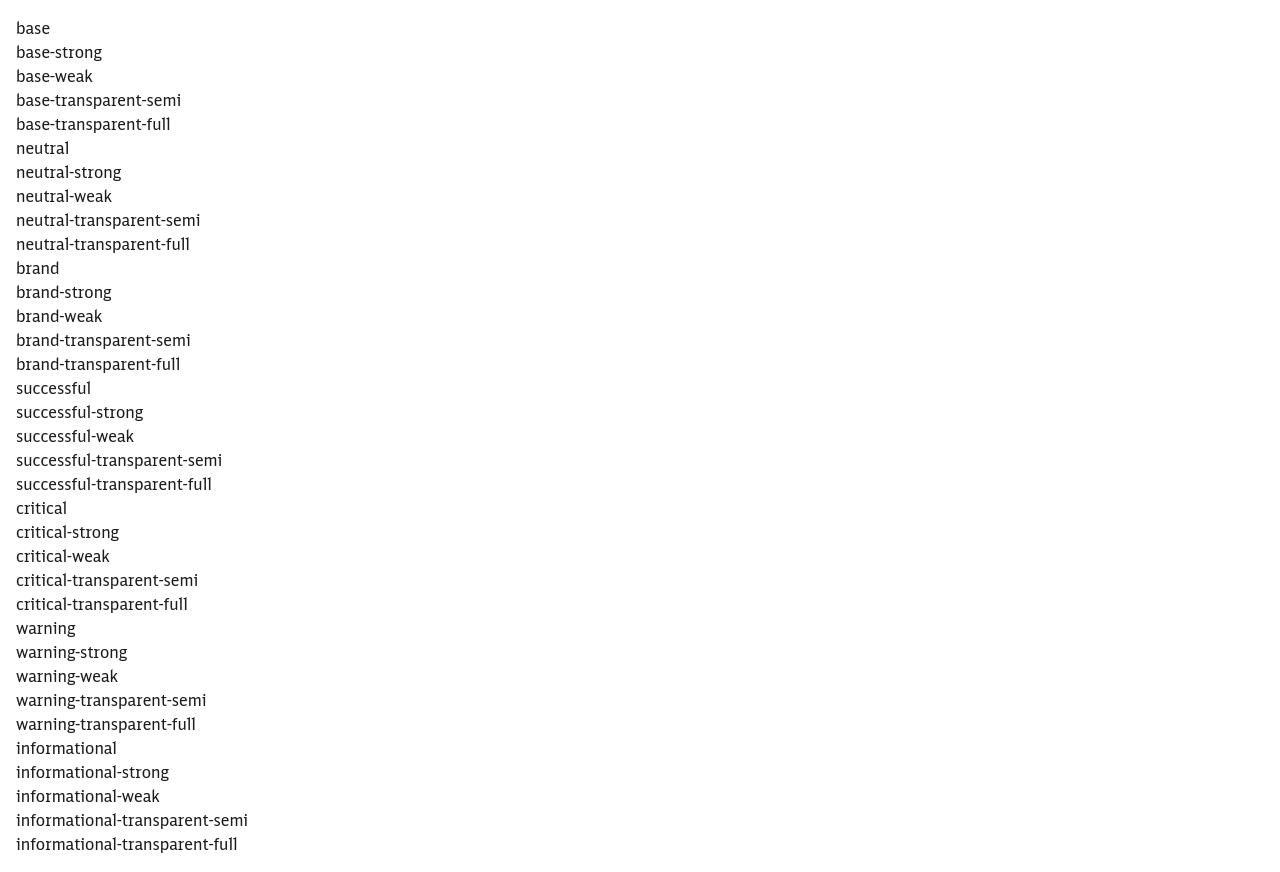 base
base-strong
base-weak
base-transparent-semi
base-transparent-full
neutral
neutral-strong
neutral-weak
neutral-transparent-semi
neutral-transparent-full
brand
brand-strong
brand-weak
brand-transparent-semi
brand-transparent-full
successful
successful-strong
successful-weak
successful-transparent-semi
successful-transparent-full
critical
critical-strong
critical-weak
critical-transparent-semi
critical-transparent-full
warning
warning-strong
warning-weak
warning-transparent-semi
warning-transparent-full
informational
informational-strong
informational-weak
informational-transparent-semi
informational-transparent-full